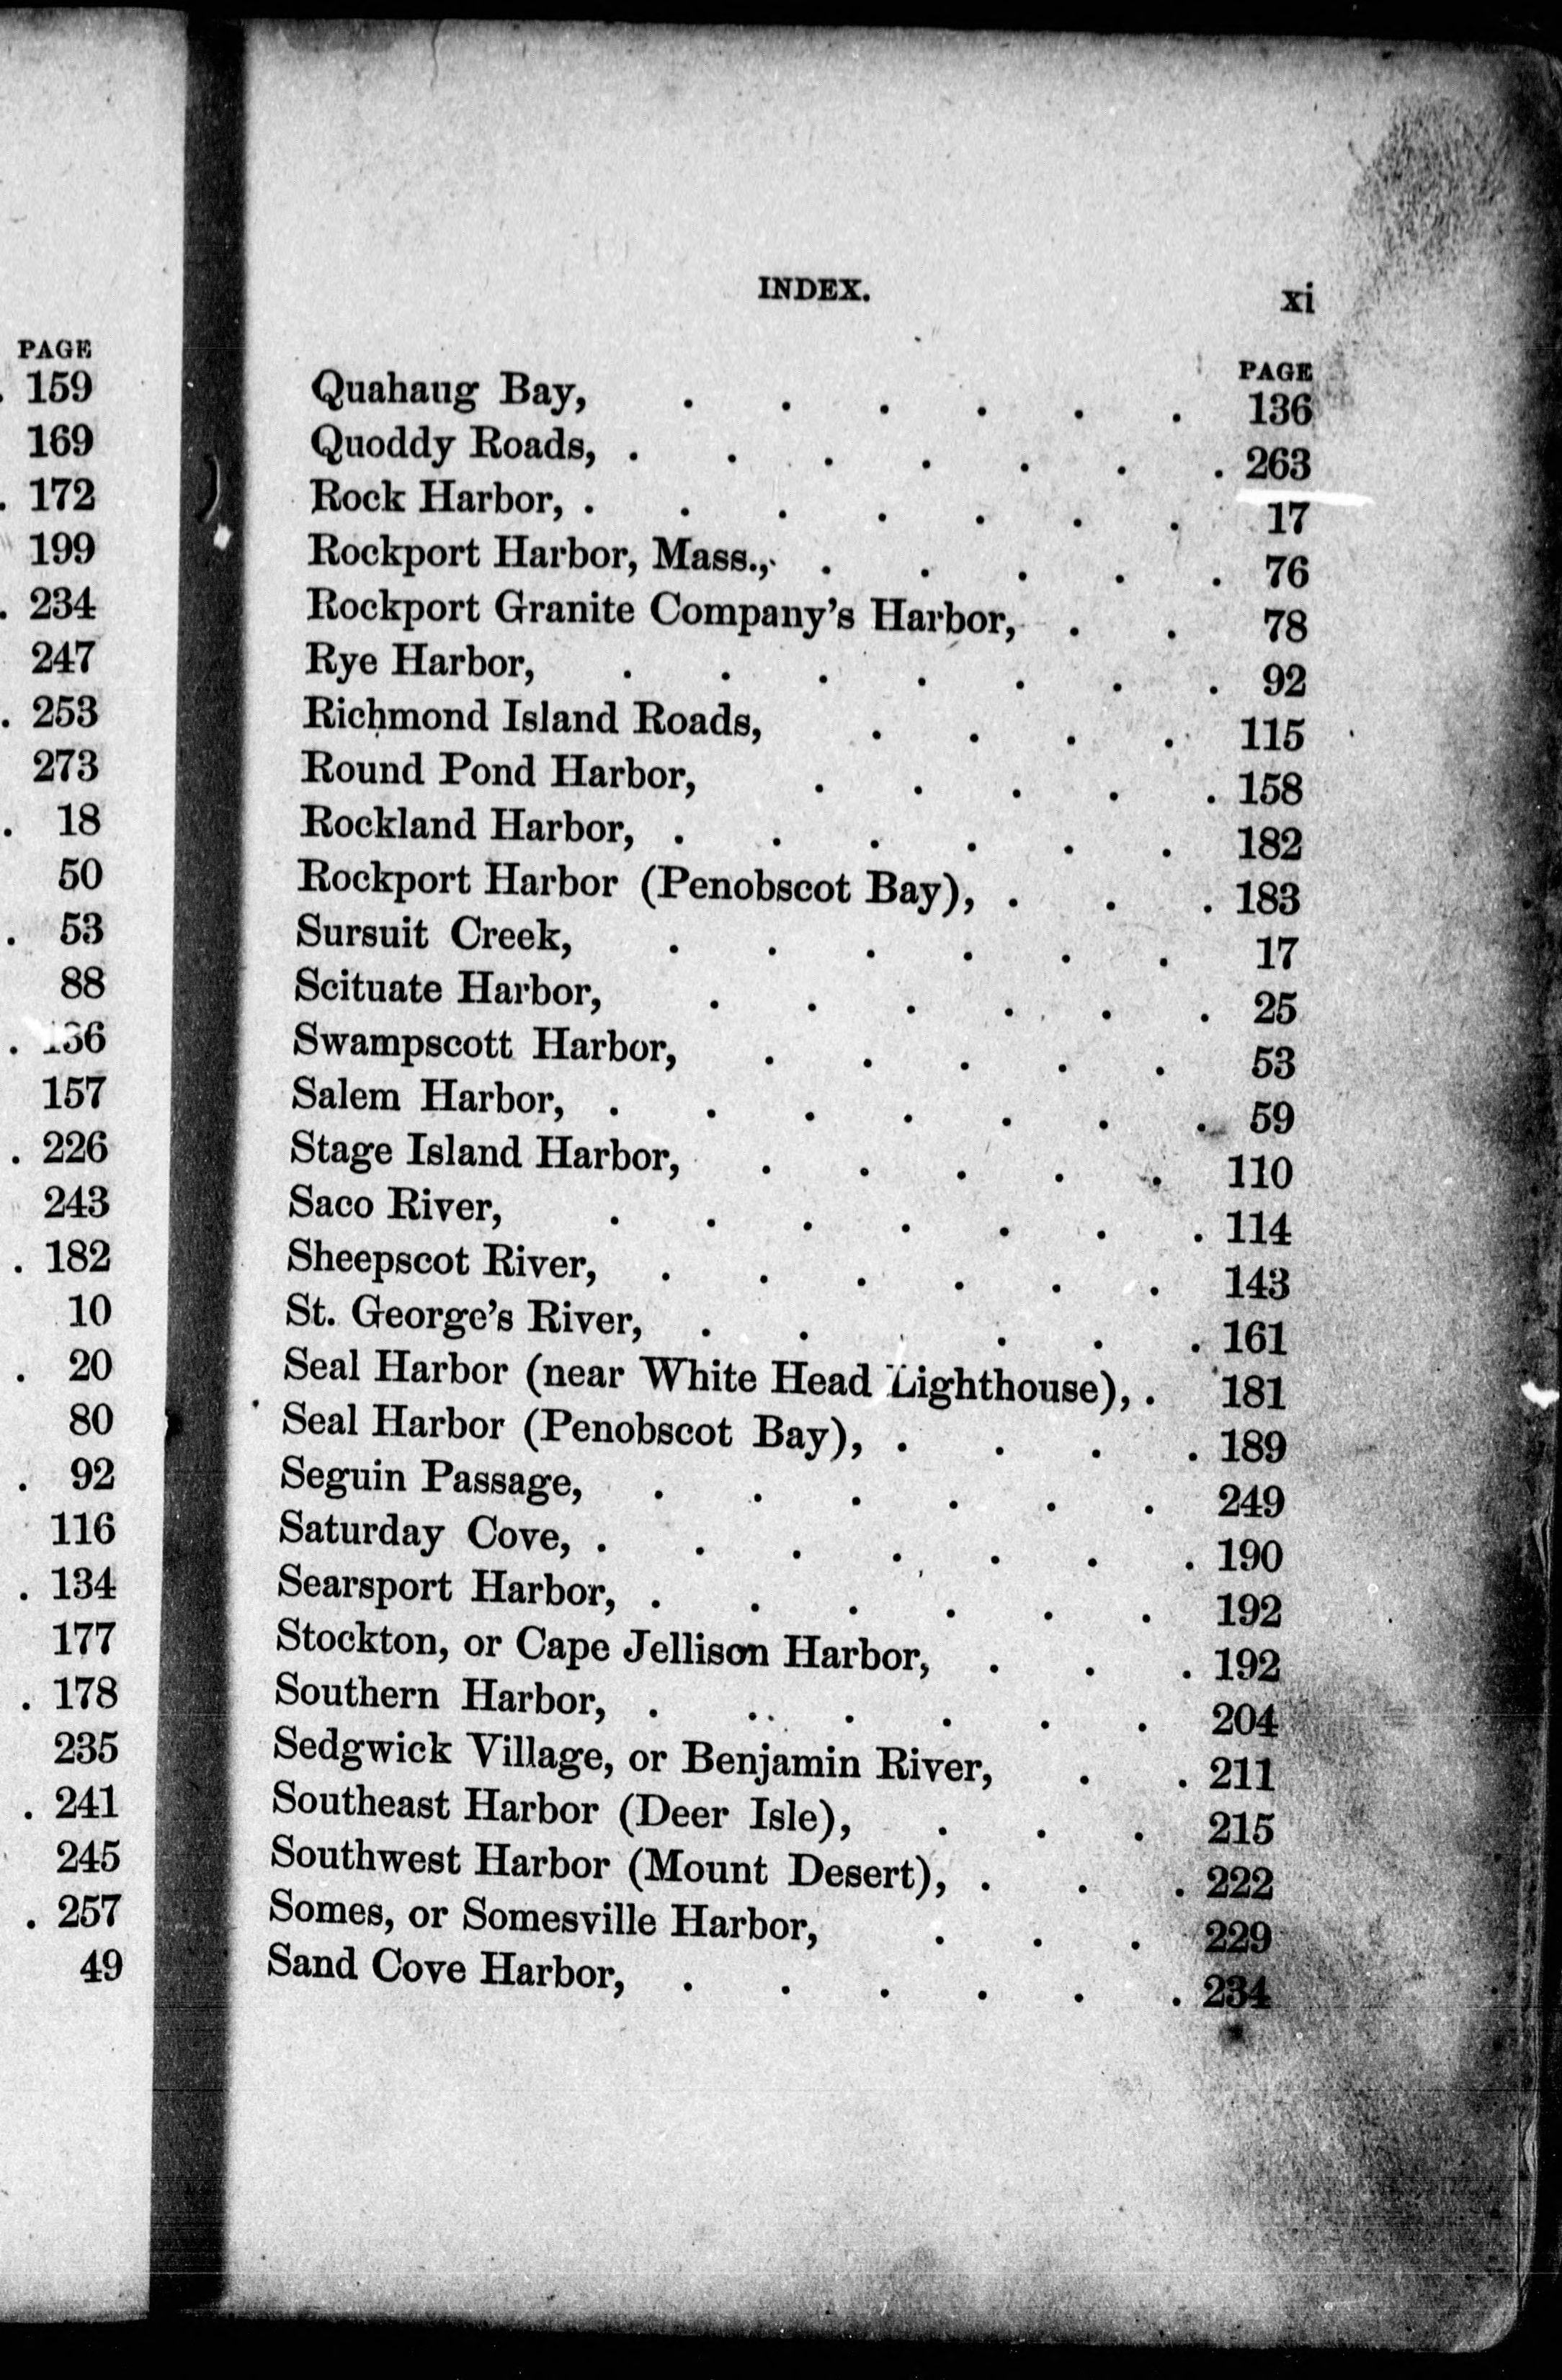 PAGE
. 159
169
. 172
199
. 234
247
. 253
273
. 18
50
. 53
88
. 136
157
. 226
243
. 182
10
. 20
80
. 92
116
. 134
177
. 178
235
. 241
245
. 257
49
INDEX. xi
PAGE
Quahaug Bay, . . . . . . 136
Quoddy Roads, . . . . . . . 263
Rock Harbor, . . . . . . . 17
Rockport Harbor, Mass., . . . . . 76
Rockport Granite Company's Harbor, . . 78
Rye Harbor, . . . . . . . 92
Richmond Island Roads, . . . . 115
Round Pond Harbor, . . . . . 158
Rockland Harbor, . . . . . . 182
Rockport Harbor (Penobscot Bay), . . . 183
Sursuit Creek, . . . . . . 17
Scituate Harbor, . . . . . . 25
Swampscott Harbor, . . . . . 53
Salem Harbor, . . . . . . . 59
Stage Island Harbor, . . . . . 110
Saco River, . . . . . . . 114
Sheepscot River, . . . . . . 143
St. George's River, . . . . . 161
Seal Harbor (near White Head Lighthouse), . 181
Seal Harbor (Penobscot Bay), . . . . 189
Seguin Passage, . . . . . . 249
Saturday Cove, . . . . . . . 190
Searsport Harbor, . . . . . . 192
Stockton, or Cape Jellison Harbor, . . . 192
Southern Harbor, . . . . . . 204
Sedgwick Village, or Benjamin River, . . 211
Southeast Harbor (Deer Isle), . . . 215
Southwest Harbor (Mount Desert), . . . 222
Somes, or Somesville Harbor, . . . 229
Sand Cove Harbor, . . . . . . 234